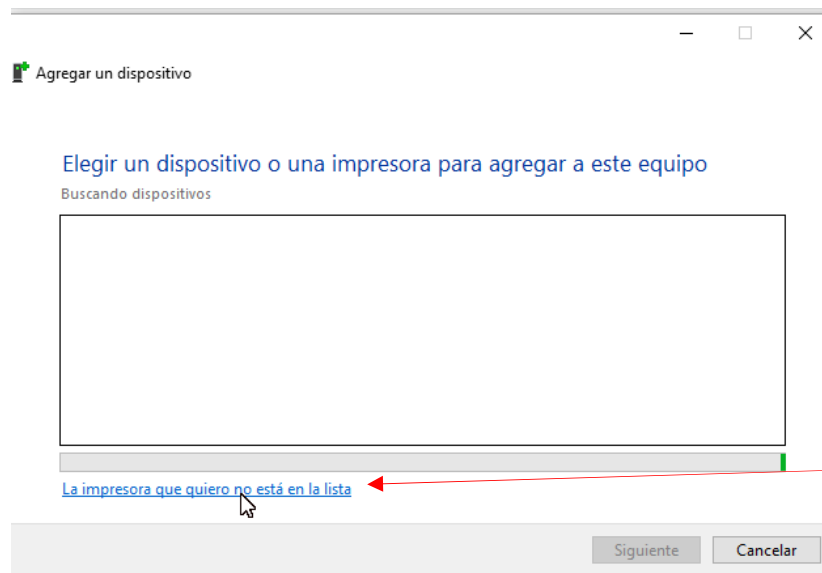 Agregar un dispositivo
Elegir un dispositivo o una impresora para agregar a este equipo
Buscando dispositivos
La impresora que quiero no está en la lista
Siguiente Cancelar